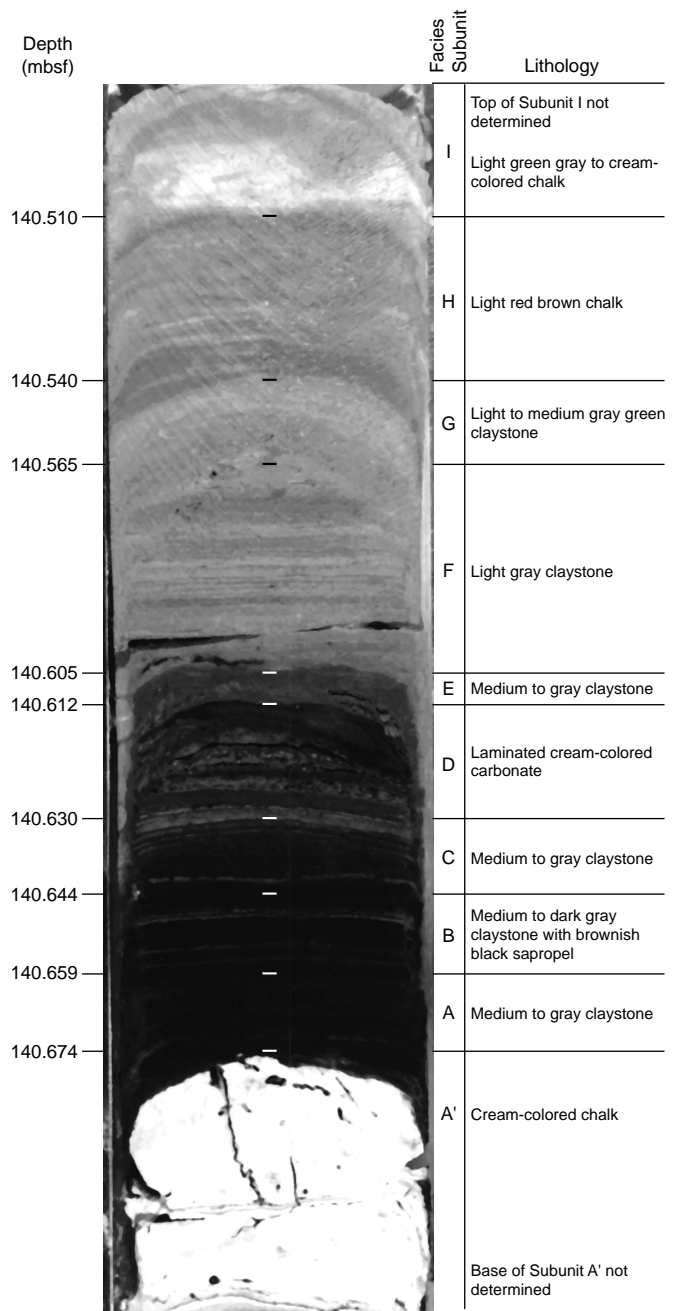 Depth
(mbsf)
Facies
Subunit
Lithology
Top of Subunit I not
determined
I
Light green gray to cream-
colored chalk
140.510
H
Light red brown chalk
140.540
G
Light to medium gray green
claystone
140.565
F
Light gray claystone
140.605
E
Medium to gray claystone
140.612
D
Laminated cream-colored
carbonate
140.630
C
Medium to gray claystone
140.644
B
Medium to dark gray
claystone with brownish
black sapropel
140.659
A
Medium to gray claystone
140.674
A'
Cream-colored chalk
Base of Subunit A' not
determined